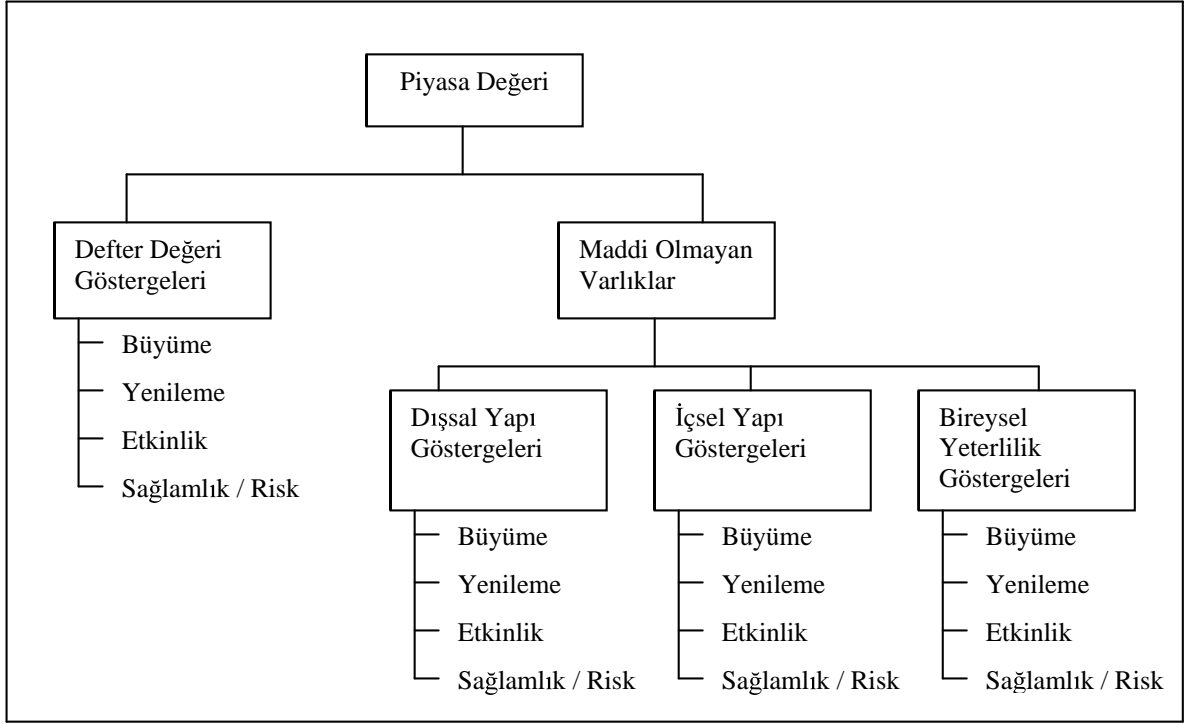 Piyasa Değeri
Defter Değeri
Göstergeleri
Büyüme
Yenileme
Etkinlik
Sağlamlık / Risk
Maddi Olmayan
Varlıklar
Dışsal Yapı
Göstergeleri
Büyüme
Yenileme
Etkinlik
Sağlamlık / Risk
İçsel Yapı
Göstergeleri
Büyüme
Yenileme
Etkinlik
Sağlamlık / Risk
Bireysel
Yeterlilik
Göstergeleri
Büyüme
Yenileme
Etkinlik
Sağlamlık / Risk